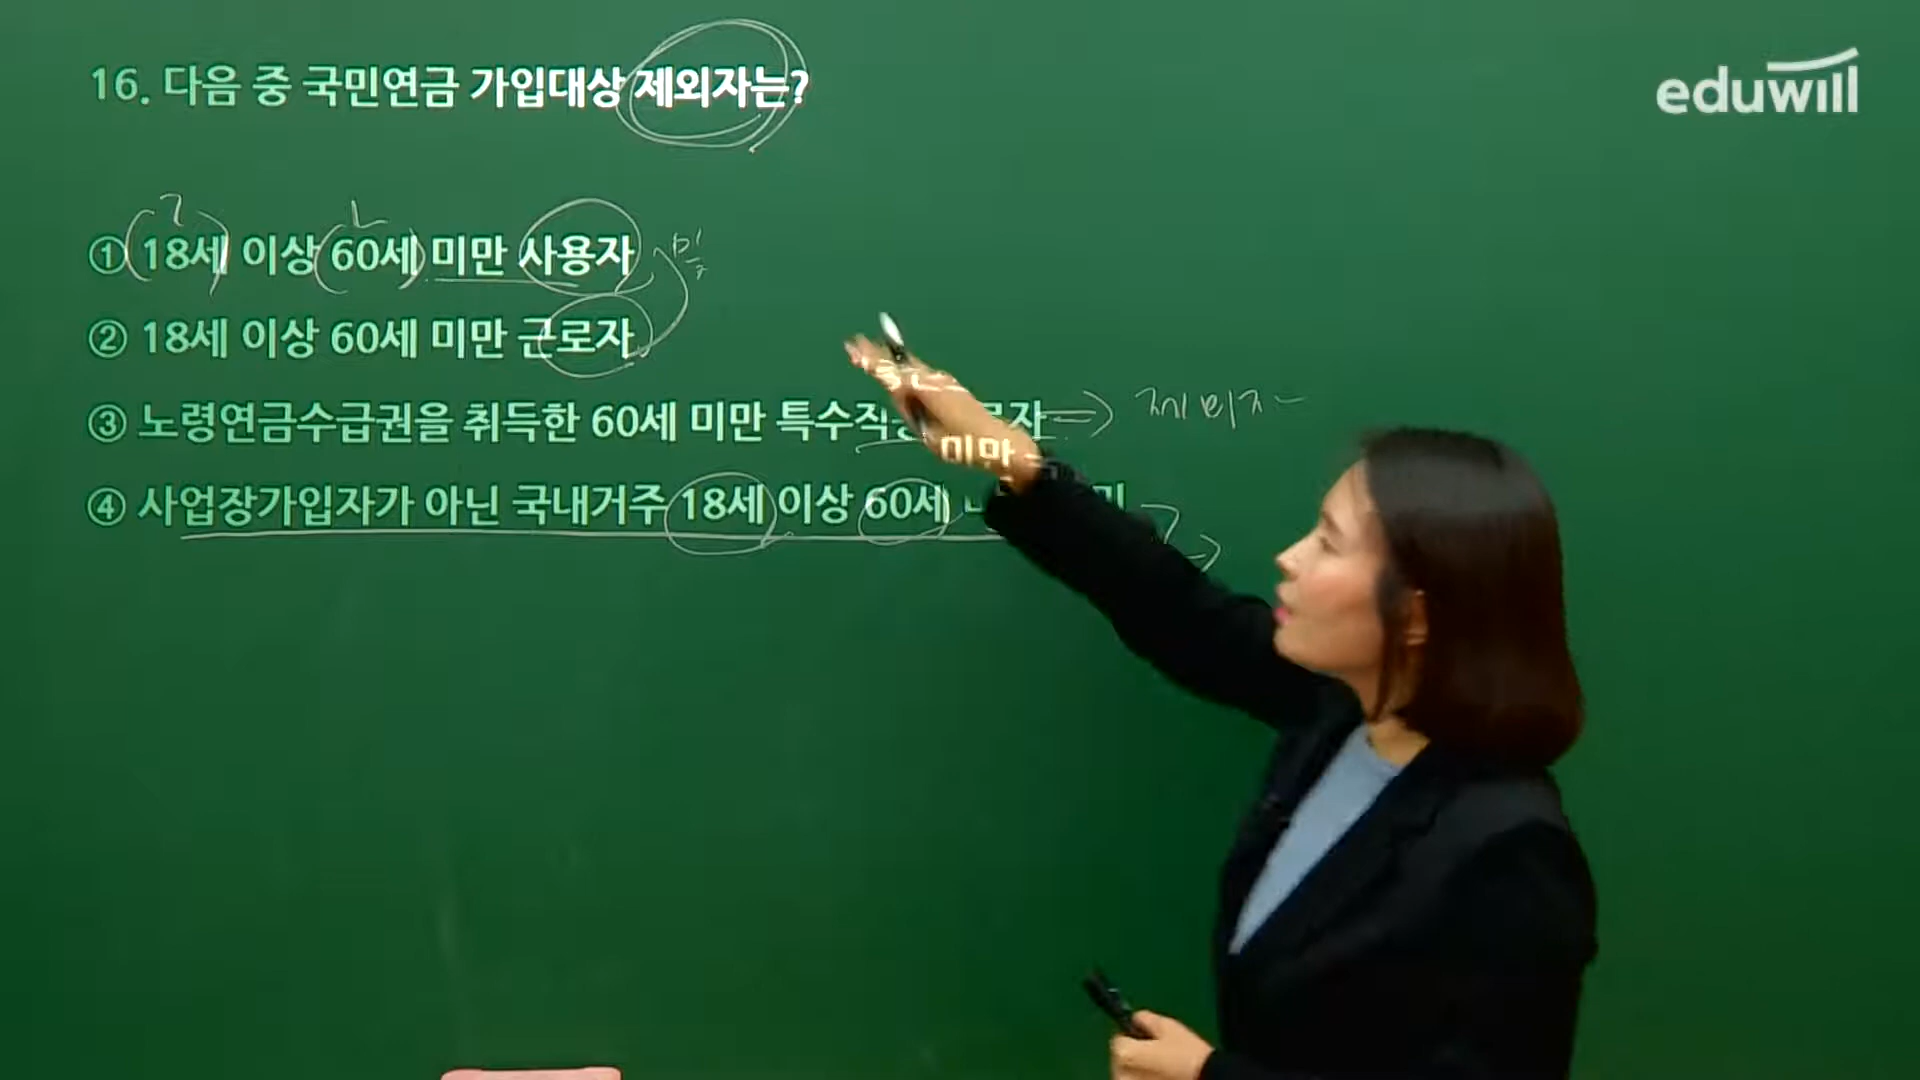 eduwill
16. 다음 중 국민연금 가입대상 제외자는?
① 18세 이상 60세 미만 사용자
② 18세 이상 60세 미만 근로자
③ 노령연금수급권을 취득한 60세 미만 특수직
④ 사업장가입자가 아닌 국내거주 18세 이상 60세